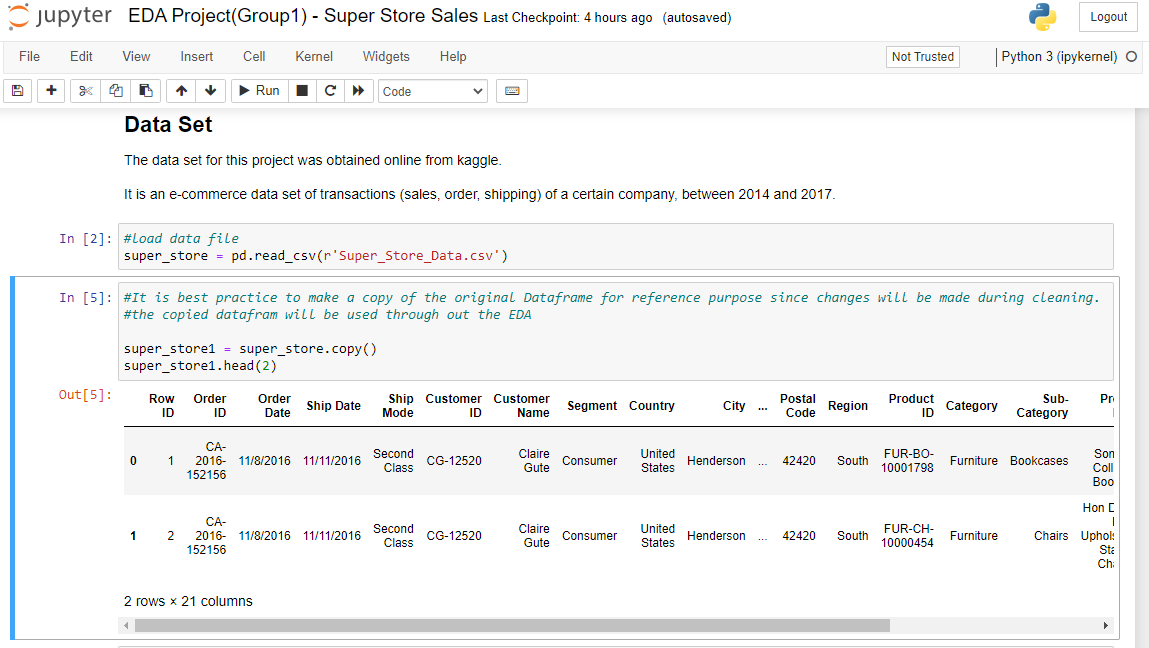 jupyter EDA Project(Group1) - Super Store Sales Last Checkpoint: 4 hours ago (autosaved)
Logout
File Edit View Insert Cell Kernel Widgets Help
Not Trusted
Python 3 (ipykernel)
Run
Code
Data Set
The data set for this project was obtained online from kaggle.
It is an e-commerce data set of transactions (sales, order, shipping) of a certain company, between 2014 and 2017.
In [2]: #load data file
super_store = pd.read_csv(r'Super_Store_Data.csv')
In [5]: #It is best practice to make a copy of the original Dataframe for reference purpose since changes will be made during cleaning.
#the copied datafram will be used through out the EDA
super_store1 = super_store.copy()
super_store1.head(2)
Out[5]:
Row ID Order ID Order Date Ship Date Ship Mode Customer ID Customer Name Segment Country City ... Postal Code Region Product ID Category Sub-Category
0 1 CA-2016-152156 11/8/2016 11/11/2016 Second Class CG-12520 Claire Gute Consumer United States Henderson ... 42420 South FUR-BO-10001798 Furniture Bookcases
1 2 CA-2016-152156 11/8/2016 11/11/2016 Second Class CG-12520 Claire Gute Consumer United States Henderson ... 42420 South FUR-CH-10000454 Furniture Chairs
2 rows × 21 columns